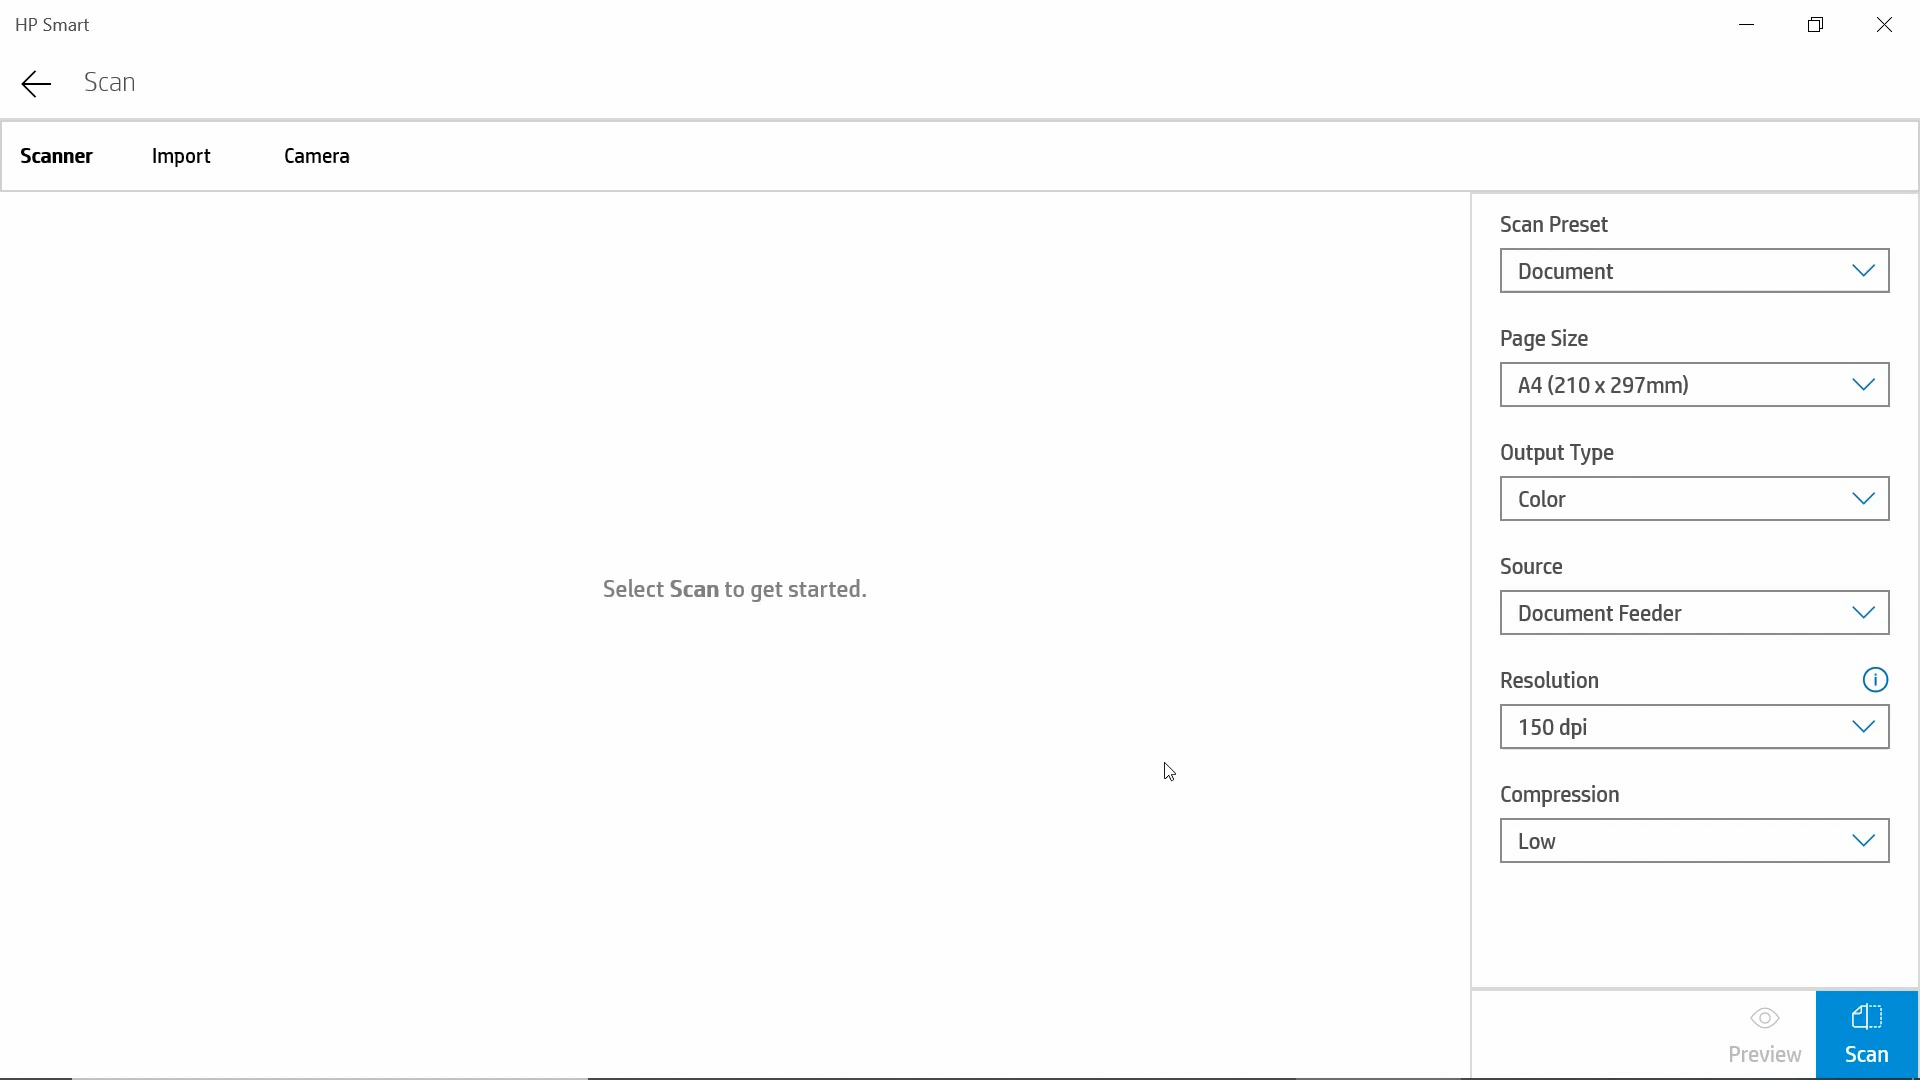 HP Smart
Scan
Scanner Import Camera
Scan Preset
Document
Page Size
A4 (210 x 297mm)
Output Type
Color
Select Scan to get started.
Source
Document Feeder
Resolution
150 dpi
Compression
Low
Preview
Scan